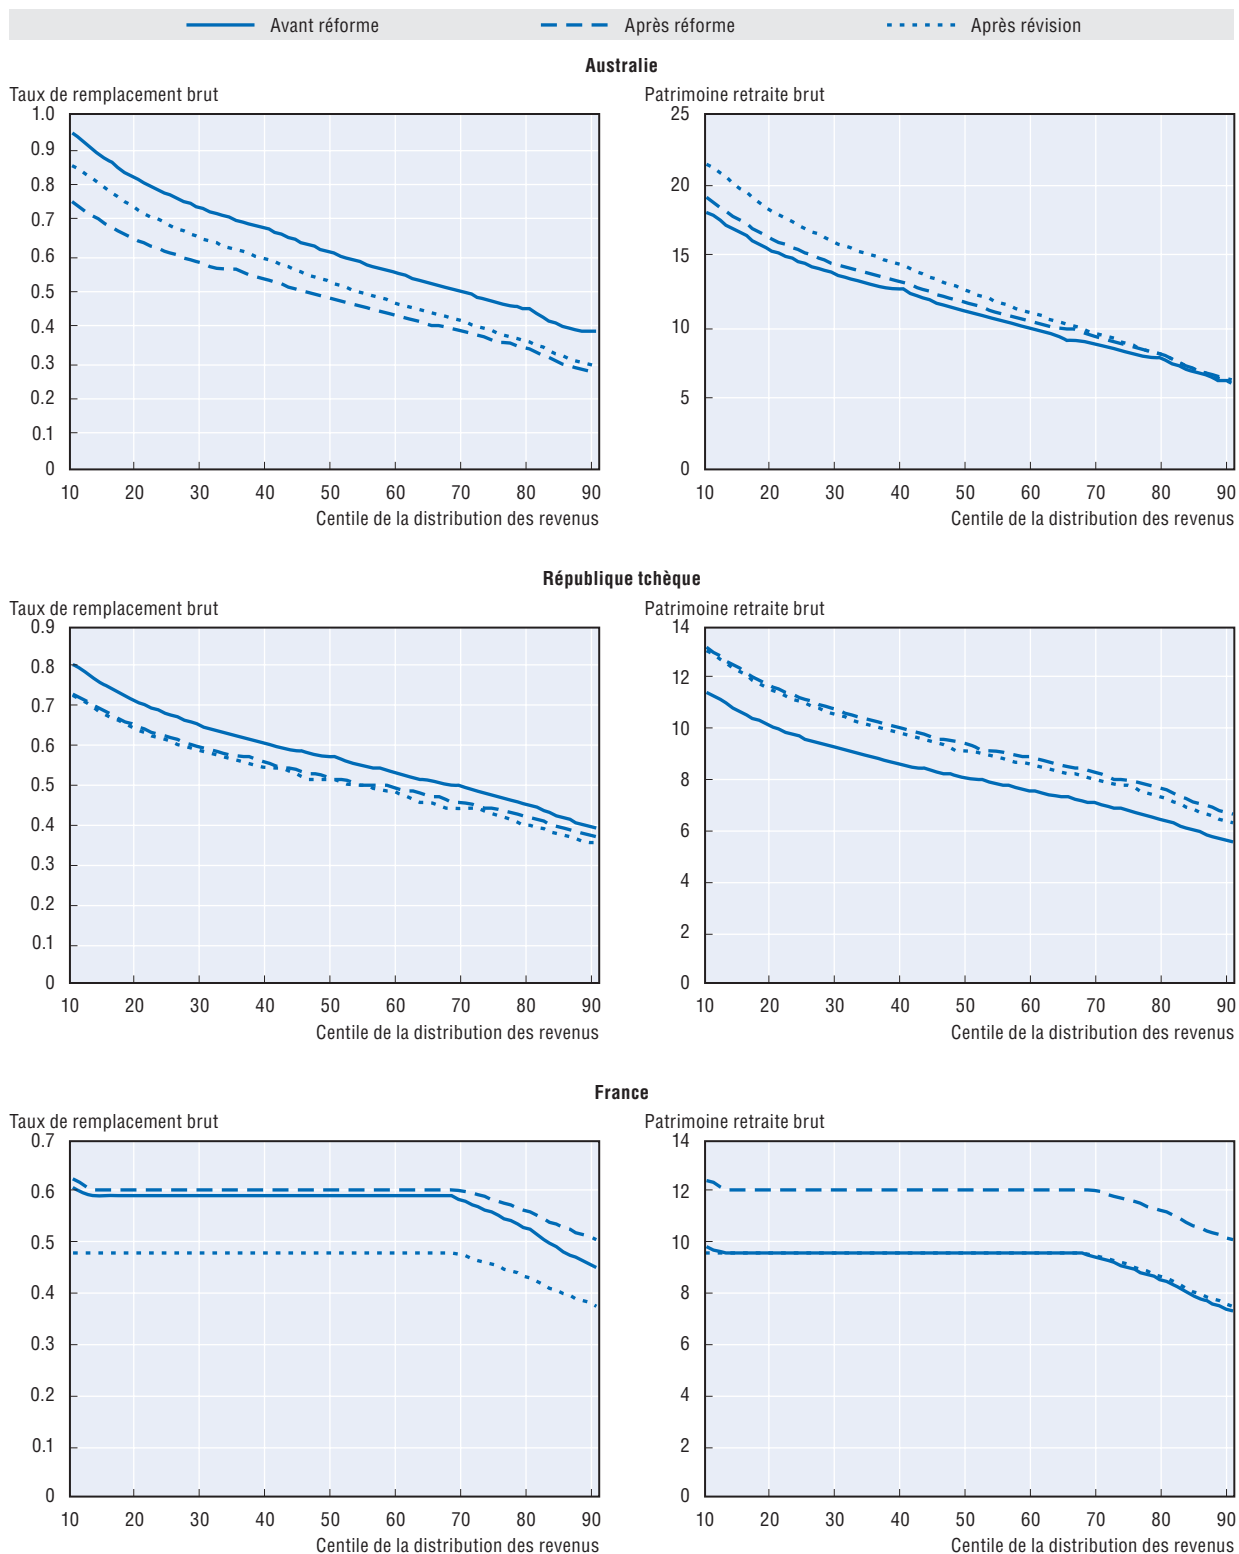 Avant réforme Après réforme Après révision
Australie
Taux de remplacement brut
1.0
0.9
0.8
0.7
0.6
0.5
0.4
0.3
0.2
0.1
0
10 20 30 40 50 60 70 80 90
Centile de la distribution des revenus
Patrimoine retraite brut
25
20
15
10
5
0
10 20 30 40 50 60 70 80 90
Centile de la distribution des revenus
République tchèque
Taux de remplacement brut
0.9
0.8
0.7
0.6
0.5
0.4
0.3
0.2
0.1
0
10 20 30 40 50 60 70 80 90
Centile de la distribution des revenus
Patrimoine retraite brut
14
12
10
8
6
4
2
0
10 20 30 40 50 60 70 80 90
Centile de la distribution des revenus
France
Taux de remplacement brut
0.7
0.6
0.5
0.4
0.3
0.2
0.1
0
10 20 30 40 50 60 70 80 90
Centile de la distribution des revenus
Patrimoine retraite brut
14
12
10
8
6
4
2
0
10 20 30 40 50 60 70 80 90
Centile de la distribution des revenus